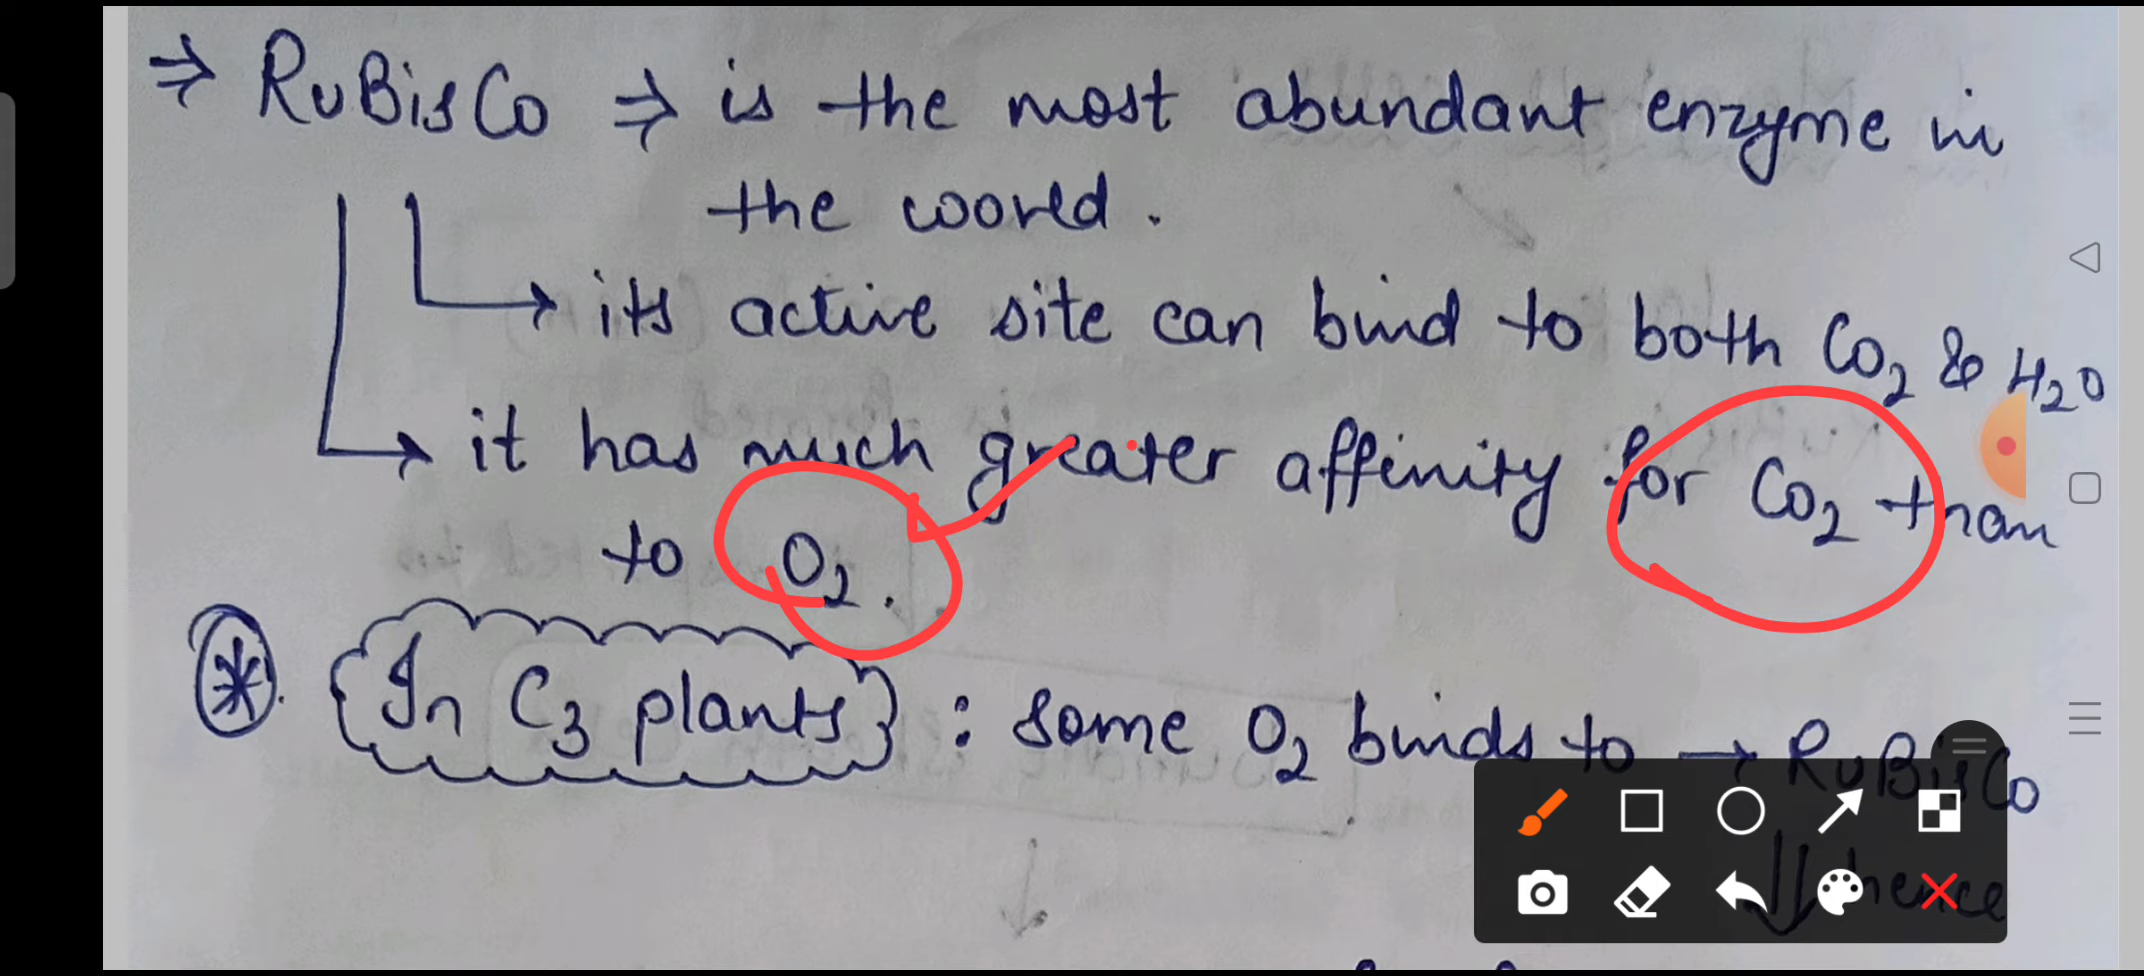 ⇒ RuBisCo ⇒ is the most abundant enzyme in
the world.
→ its active site can bind to both Co2 & H2O
→ it has much greater affinity for Co2 than
to O2.
* {In C3 plants} : some O2 binds to → RuBisCo
hence